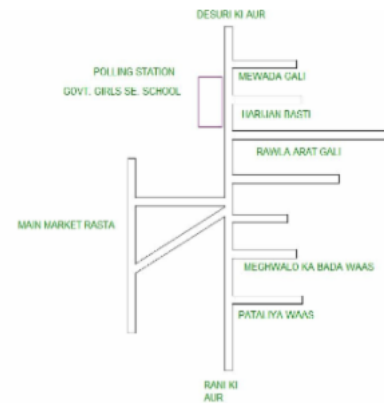 DESURI KI AUR
POLLING STATION
GOVT. GIRLS SE. SCHOOL
MEWADA GALI
HARIJAN BASTI
RAWLA ARAT GALI
MAIN MARKET RASTA
MEGHWALO KA BADA WAAS
PATALIYA WAAS
RANI KI
AUR